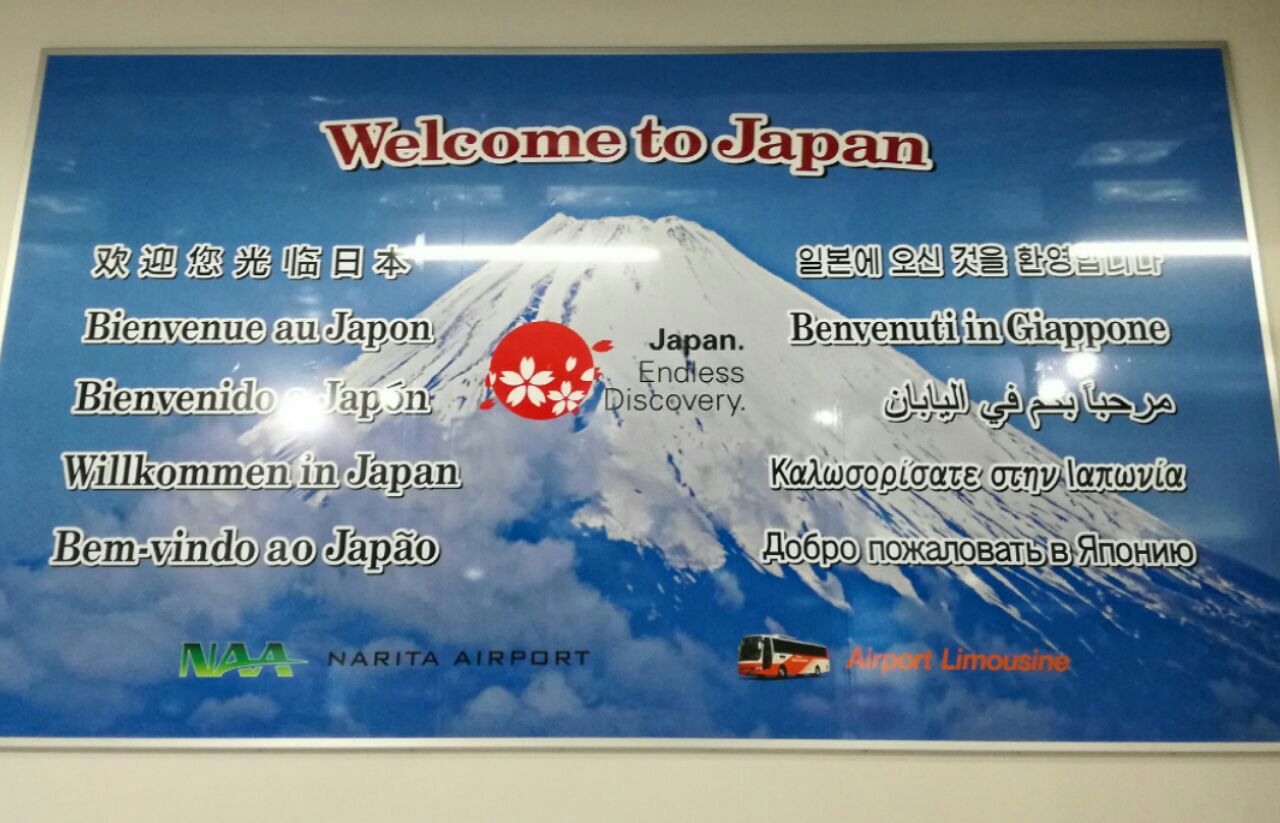 Welcome to Japan
欢迎您光临日本
Bienvenue au Japon
Bienvenido a Japón
Willkommen in Japan
Bem-vindo ao Japão
Japan.
Endless
Discovery.
일본에 오신 것을 환영합니다
Benvenuti in Giappone
مرحباً بكم في اليابان
Καλωσορίσατε στην Ιαπωνία
Добро пожаловать в Японию
NAA NARITA AIRPORT
Airport Limousine